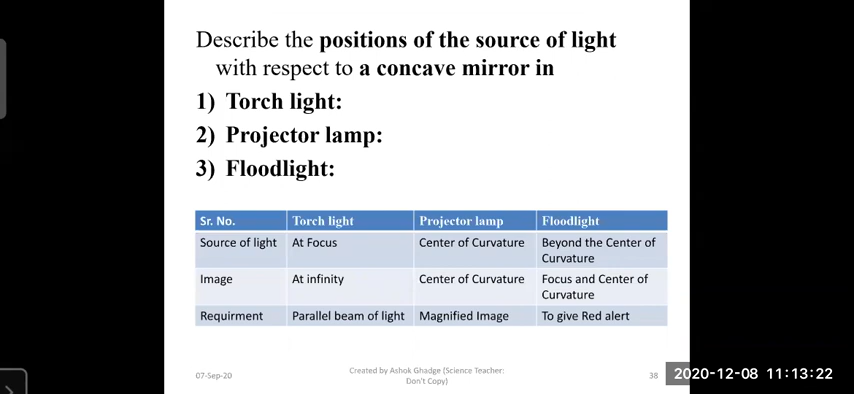 Describe the positions of the source of light
with respect to a concave mirror in
1) Torch light:
2) Projector lamp:
3) Floodlight:
Sr. No. Torch light Projector lamp Floodlight
Source of light At Focus Center of Curvature Beyond the Center of
Curvature
Image At infinity Center of Curvature Focus and Center of
Curvature
Requirment Parallel beam of light Magnified Image To give Red alert
07-Sep-20
Created by Ashok Ghadge (Science Teacher:
Don't Copy)
38
2020-12-08 11:13:22